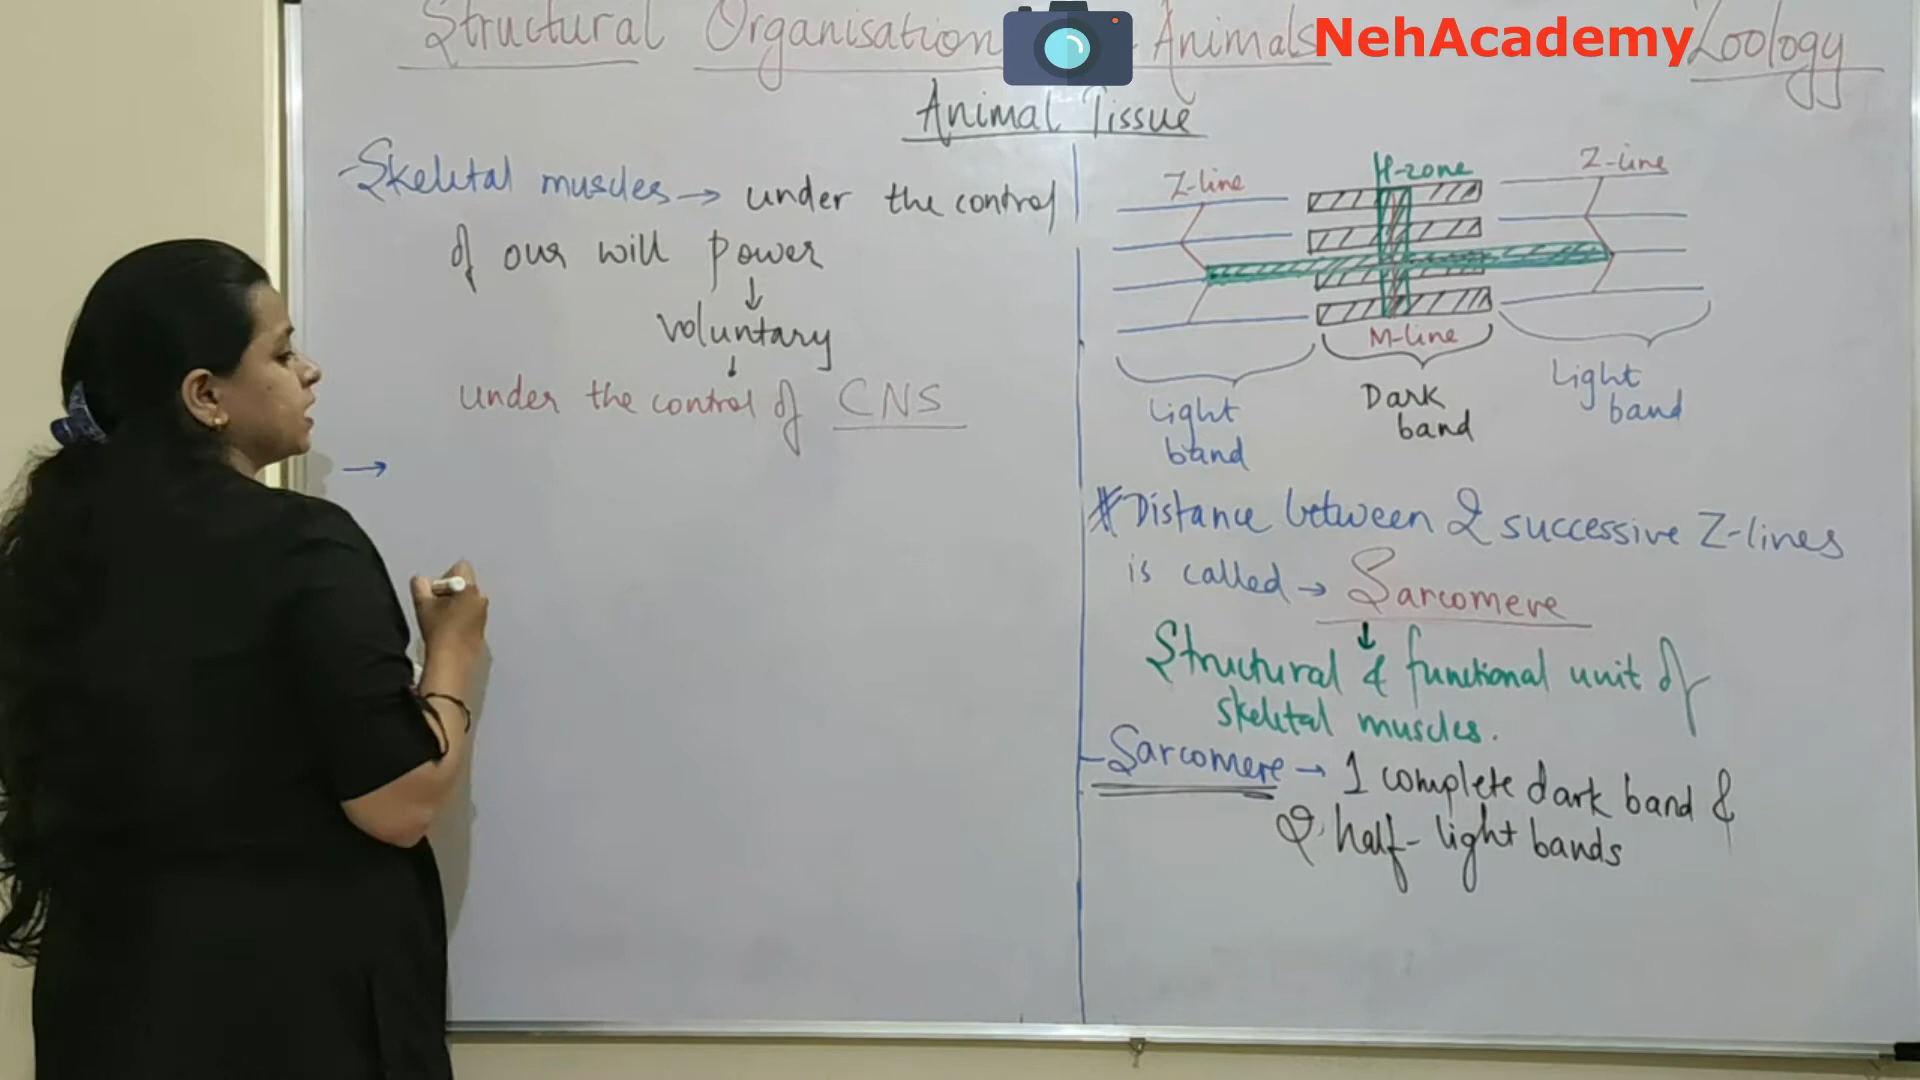 Structural Organisation Animals Zoology
NehAcademy
Animal Tissue
-Skeletal muscles → under the control
of our will power
↓
voluntary
↓
under the control of CNS
→
Z-line
H-zone
Z-line
M-line
Light
band
Dark
band
Light
band
* Distance between 2 successive Z-lines
is called → Sarcomere
↓
Structural & functional unit of
skeletal muscles.
-Sarcomere → 1 complete dark band &
2 half-light bands